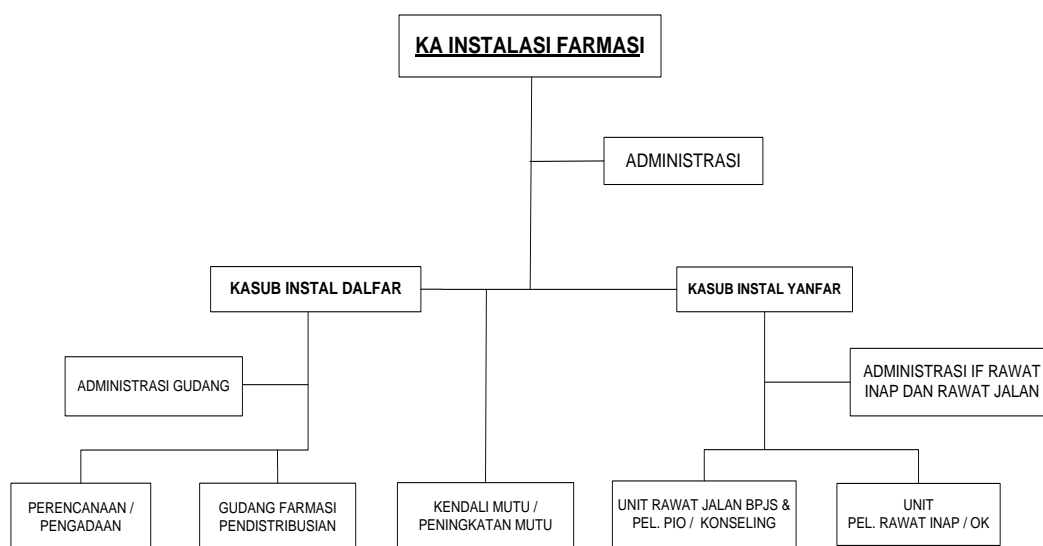 KA INSTALASI FARMASI
ADMINISTRASI
KASUB INSTAL DALFAR
KASUB INSTAL YANFAR
ADMINISTRASI GUDANG
ADMINISTRASI IF RAWAT
INAP DAN RAWAT JALAN
PERENCANAAN /
PENGADAAN
GUDANG FARMASI
PENDISTRIBUSIAN
KENDALI MUTU /
PENINGKATAN MUTU
UNIT RAWAT JALAN BPJS &
PEL. PIO / KONSELING
UNIT
PEL. RAWAT INAP / OK